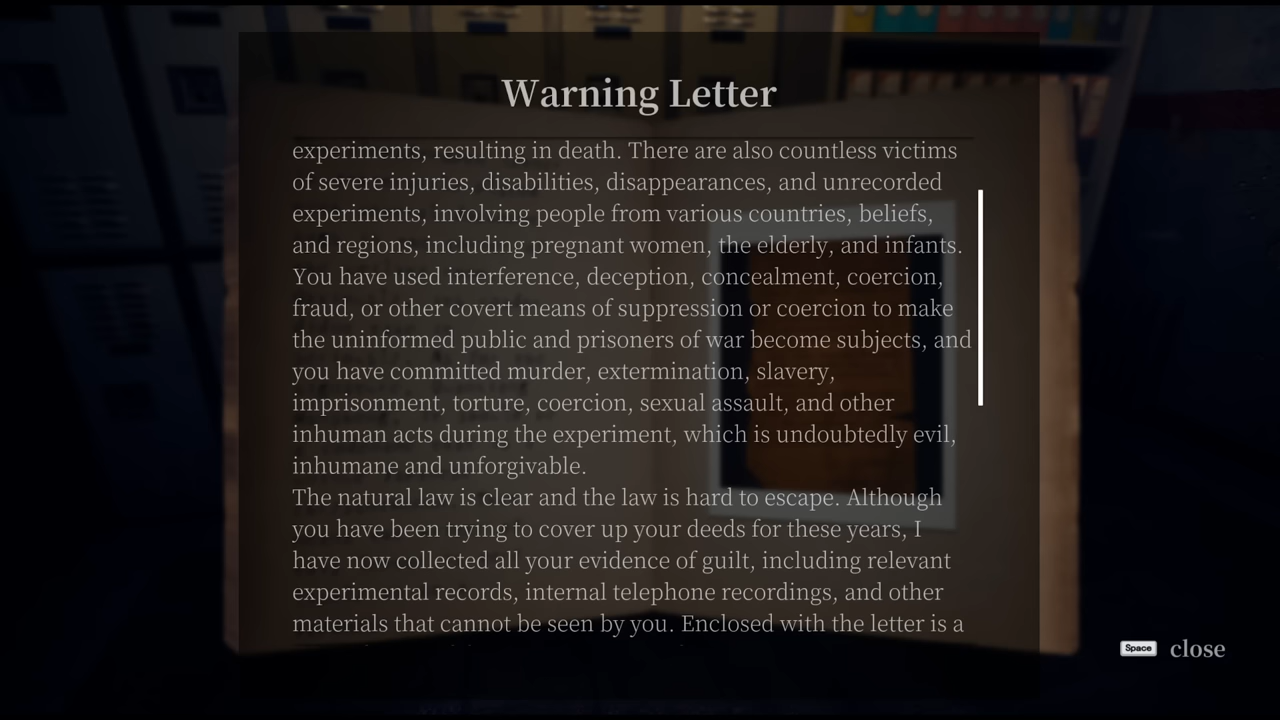 Warning Letter
experiments, resulting in death. There are also countless victims
of severe injuries, disabilities, disappearances, and unrecorded
experiments, involving people from various countries, beliefs,
and regions, including pregnant women, the elderly, and infants.
You have used interference, deception, concealment, coercion,
fraud, or other covert means of suppression or coercion to make
the uninformed public and prisoners of war become subjects, and
you have committed murder, extermination, slavery,
imprisonment, torture, coercion, sexual assault, and other
inhuman acts during the experiment, which is undoubtedly evil,
inhumane and unforgivable.
The natural law is clear and the law is hard to escape. Although
you have been trying to cover up your deeds for these years, I
have now collected all your evidence of guilt, including relevant
experimental records, internal telephone recordings, and other
materials that cannot be seen by you. Enclosed with the letter is a
Space close